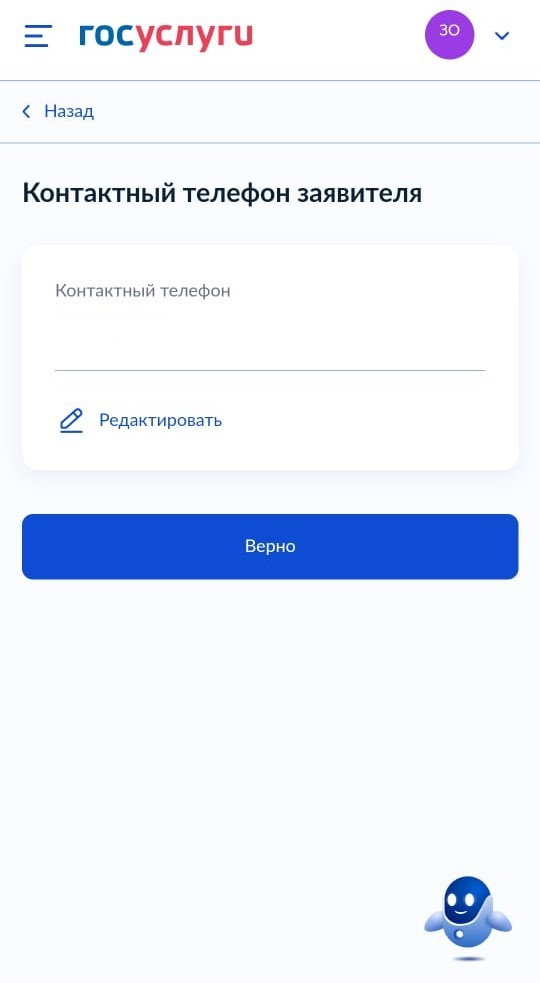 госуслуги
ЗО
Назад
Контактный телефон заявителя
Контактный телефон
Редактировать
Верно